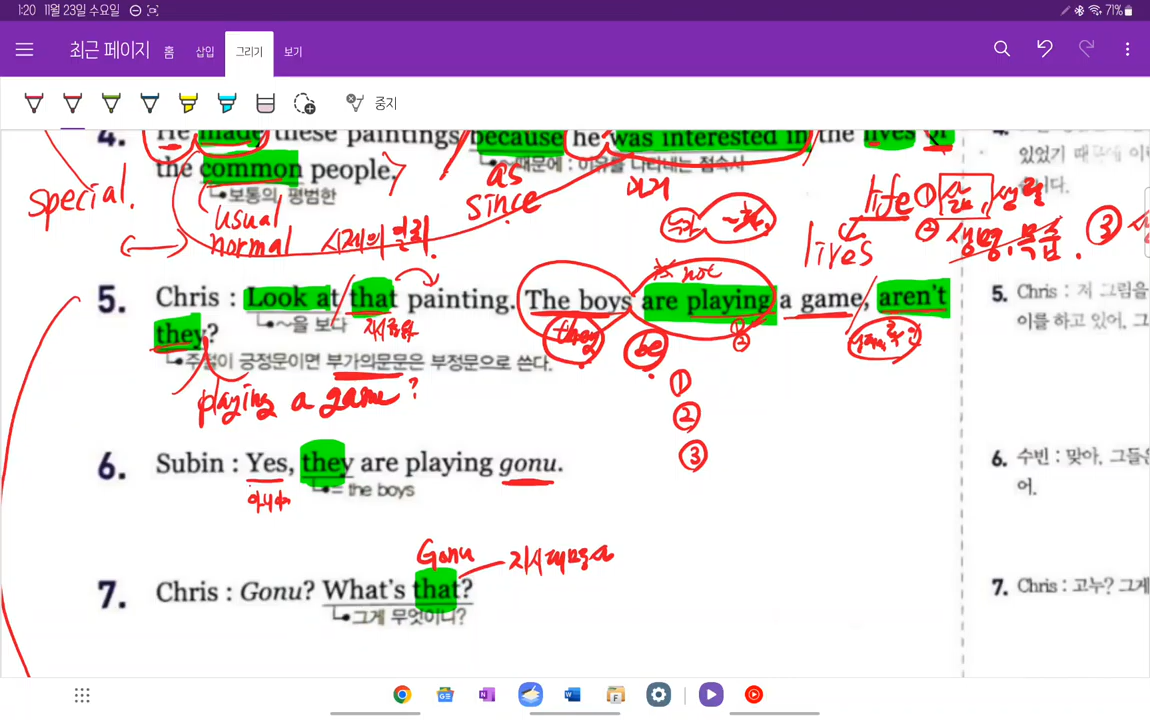 1:20 11월 23일 수요일 71%
최근 페이지 홈 삽입 그리기 보기
중지
4. He made these paintings because he was interested in the lives of
때문에 : 이유를 나타내는 접속사
the common people.
보통의, 평범한
special.
usual
normal
시제의 일치.
as
since
과거
life ① 삶, 생활
② 생명, 목숨. ③
lives
있었기 때문에
습니다.
not
5. Chris : Look at that painting. The boys are playing a game, aren't
~을 보다
they be ②
they?
주절이 긍정문이면 부가의문문은 부정문으로 쓴다.
playing a game?
①
②
③
5. Chris : 저 그림을
이를 하고 있어, 그
6. Subin : Yes, they are playing gonu.
= the boys
6. 수빈 : 맞아, 그들은
어.
Gonu 지시대명사
7. Chris : Gonu? What's that?
그게 무엇이니?
7. Chris : 고누? 그게